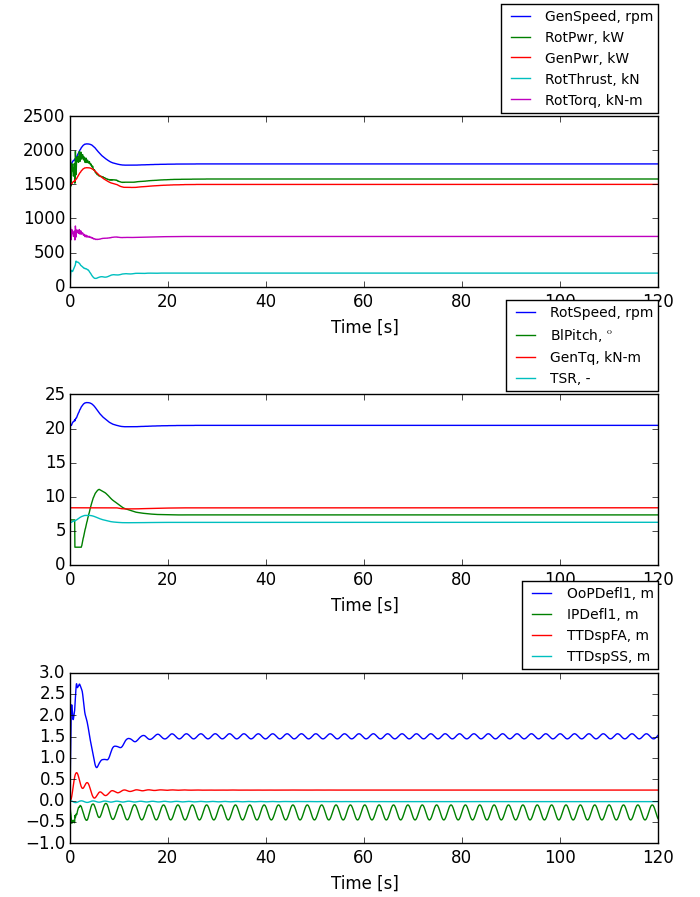 GenSpeed, rpm
RotPwr, kW
GenPwr, kW
RotThrust, kN
RotTorq, kN-m
2500
2000
1500
1000
500
0
0 20 40 60 80 100 120
Time [s]
RotSpeed, rpm
BlPitch, °
GenTq, kN-m
TSR, -
25
20
15
10
5
0
0 20 40 60 80 100 120
Time [s]
OoPDefl1, m
IPDefl1, m
TTDspFA, m
TTDspSS, m
3.0
2.5
2.0
1.5
1.0
0.5
0.0
−0.5
−1.0
0 20 40 60 80 100 120
Time [s]